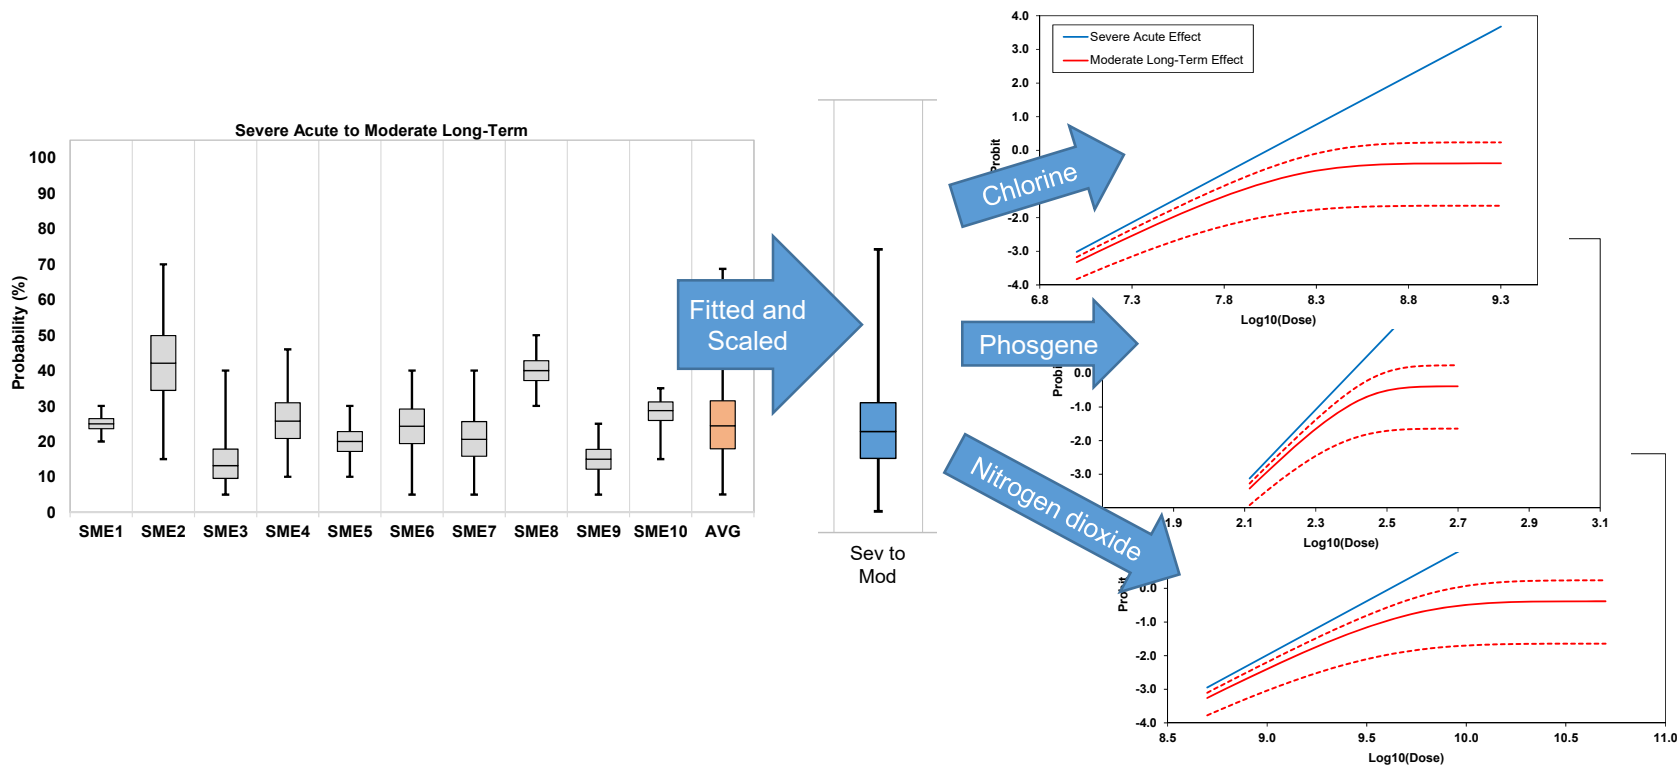 Severe Acute to Moderate Long-Term
Probability (%)
100
90
80
70
60
50
40
30
20
10
0
SME1 SME2 SME3 SME4 SME5 SME6 SME7 SME8 SME9 SME10 AVG
Fitted and
Scaled
Sev to
Mod
Chlorine
Phosgene
Nitrogen dioxide
4.0
3.0
2.0
1.0
0.0
-1.0
-2.0
-3.0
-4.0
Probit
Severe Acute Effect
Moderate Long-Term Effect
6.8 7.3 7.8 8.3 8.8 9.3
Log10(Dose)
0.0
-1.0
-2.0
-3.0
1.9 2.1 2.3 2.5 2.7 2.9 3.1
Log10(Dose)
0.0
-1.0
-2.0
-3.0
-4.0
8.5 9.0 9.5 10.0 10.5 11.0
Log10(Dose)